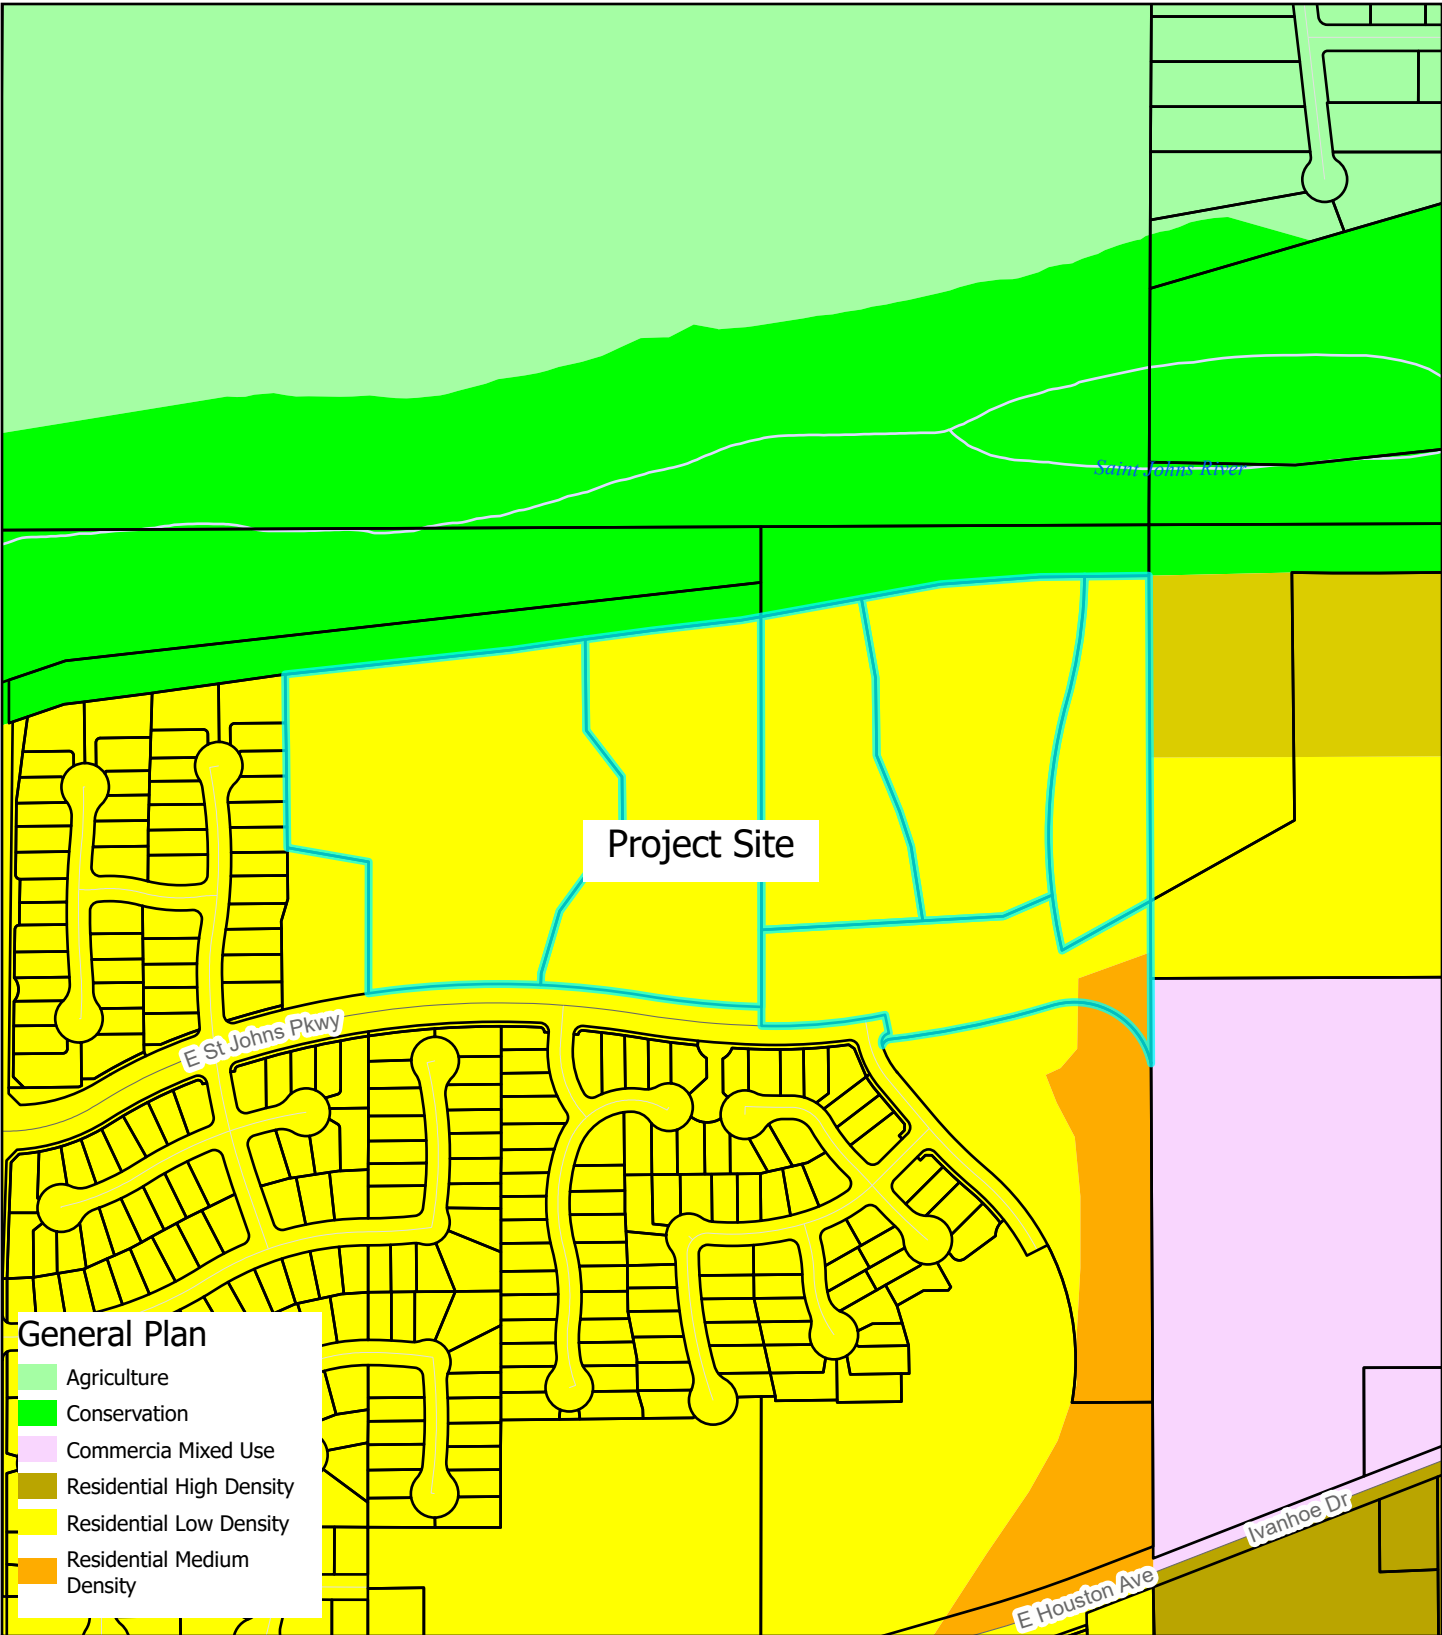 Saint Johns River
Project Site
E St Johns Pkwy
General Plan
Agriculture
Conservation
Commercia Mixed Use
Residential High Density
Residential Low Density
Residential Medium
Density
Ivanhoe Dr
E Houston Ave